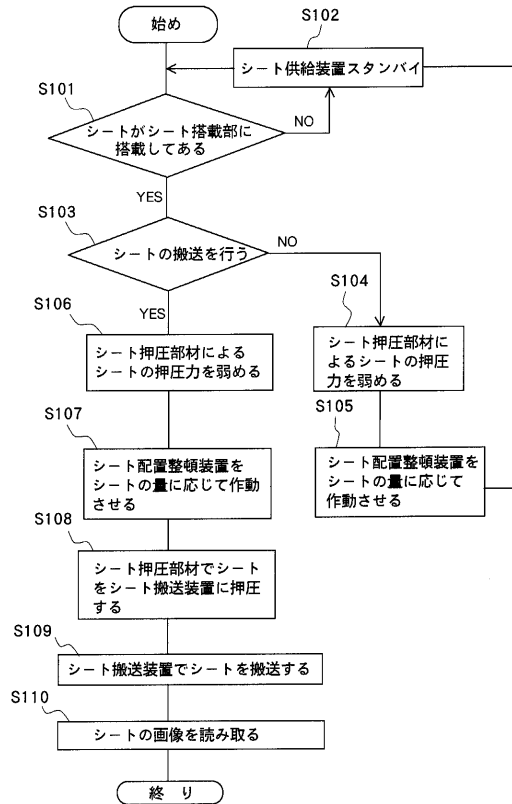 始め
S102
シート供給装置スタンバイ
S101
シートがシート搭載部に
搭載してある
NO
YES
S103
シートの搬送を行う
NO
YES
S106
シート押圧部材による
シートの押圧力を弱める
S104
シート押圧部材に
よるシートの押圧
力を弱める
S107
シート配置整頓装置を
シートの量に応じて作動
させる
S105
シート配置整頓装置を
シートの量に応じて
作動させる
S108
シート押圧部材でシート
をシート搬送装置に押圧
する
S109
シート搬送装置でシートを搬送する
S110
シートの画像を読み取る
終り